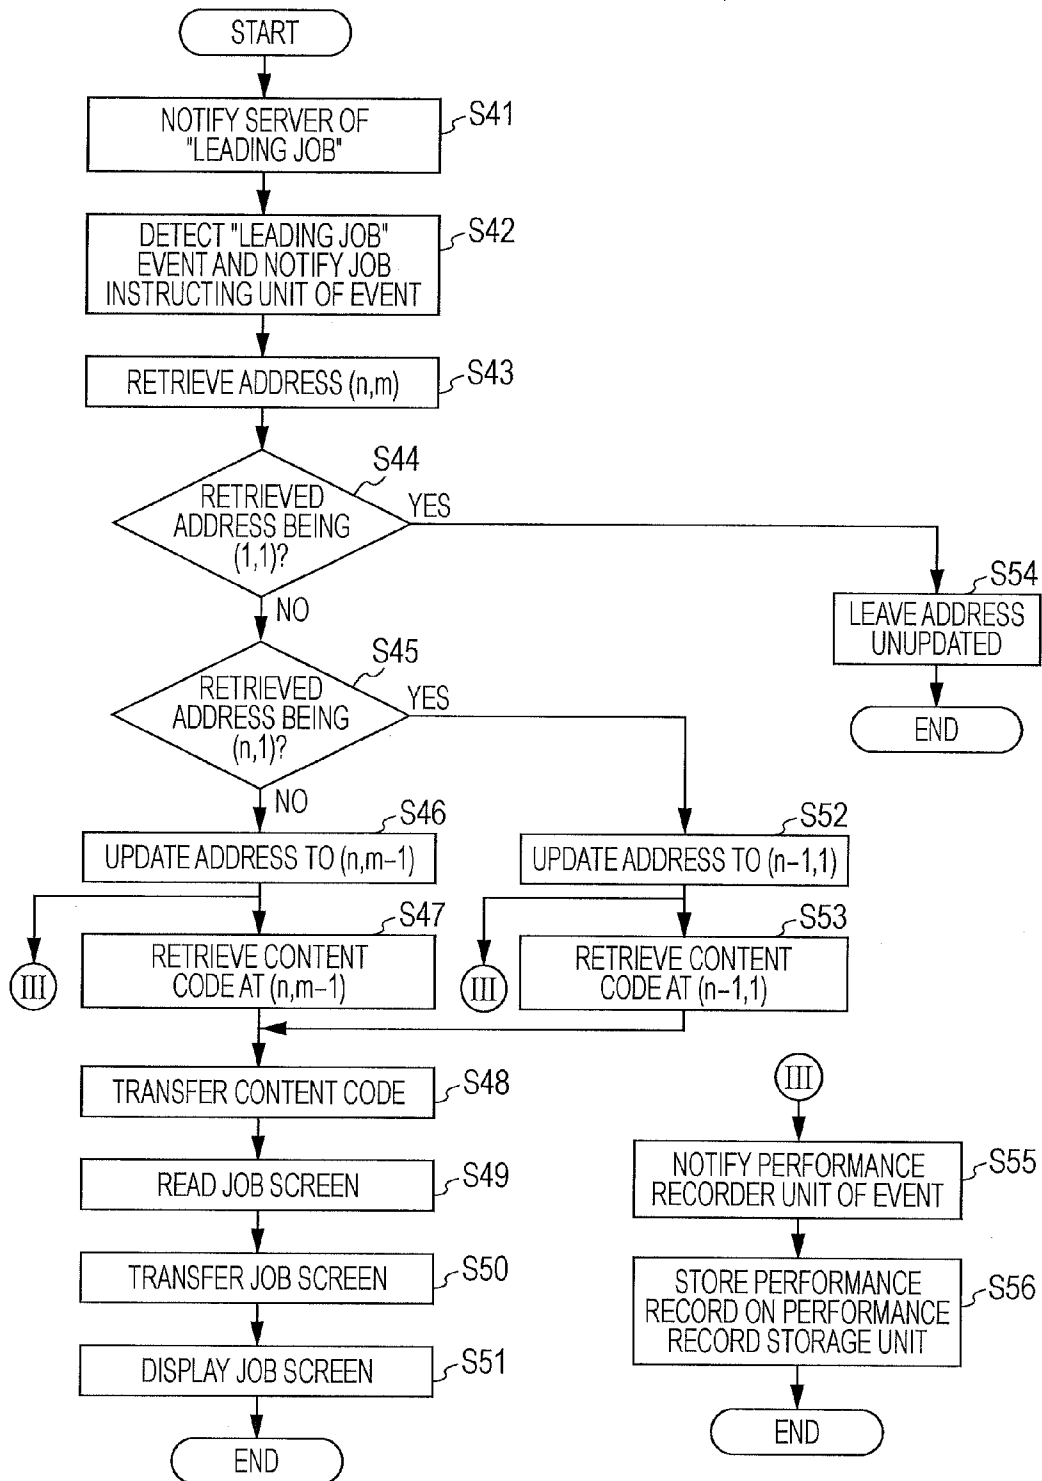 START
NOTIFY SERVER OF
"LEADING JOB"
S41
DETECT "LEADING JOB"
EVENT AND NOTIFY JOB
INSTRUCTING UNIT OF EVENT
S42
RETRIEVE ADDRESS (n,m)
S43
RETRIEVED
ADDRESS BEING
(1,1)?
S44
YES
NO
LEAVE ADDRESS
UNUPDATED
S54
END
RETRIEVED
ADDRESS BEING
(n,1)?
S45
YES
NO
UPDATE ADDRESS TO (n,m−1)
S46
UPDATE ADDRESS TO (n−1,1)
S52
III
RETRIEVE CONTENT
CODE AT (n,m−1)
S47
III
RETRIEVE CONTENT
CODE AT (n−1,1)
S53
TRANSFER CONTENT CODE
S48
READ JOB SCREEN
S49
TRANSFER JOB SCREEN
S50
DISPLAY JOB SCREEN
S51
END
III
NOTIFY PERFORMANCE
RECORDER UNIT OF EVENT
S55
STORE PERFORMANCE
RECORD ON PERFORMANCE
RECORD STORAGE UNIT
S56
END